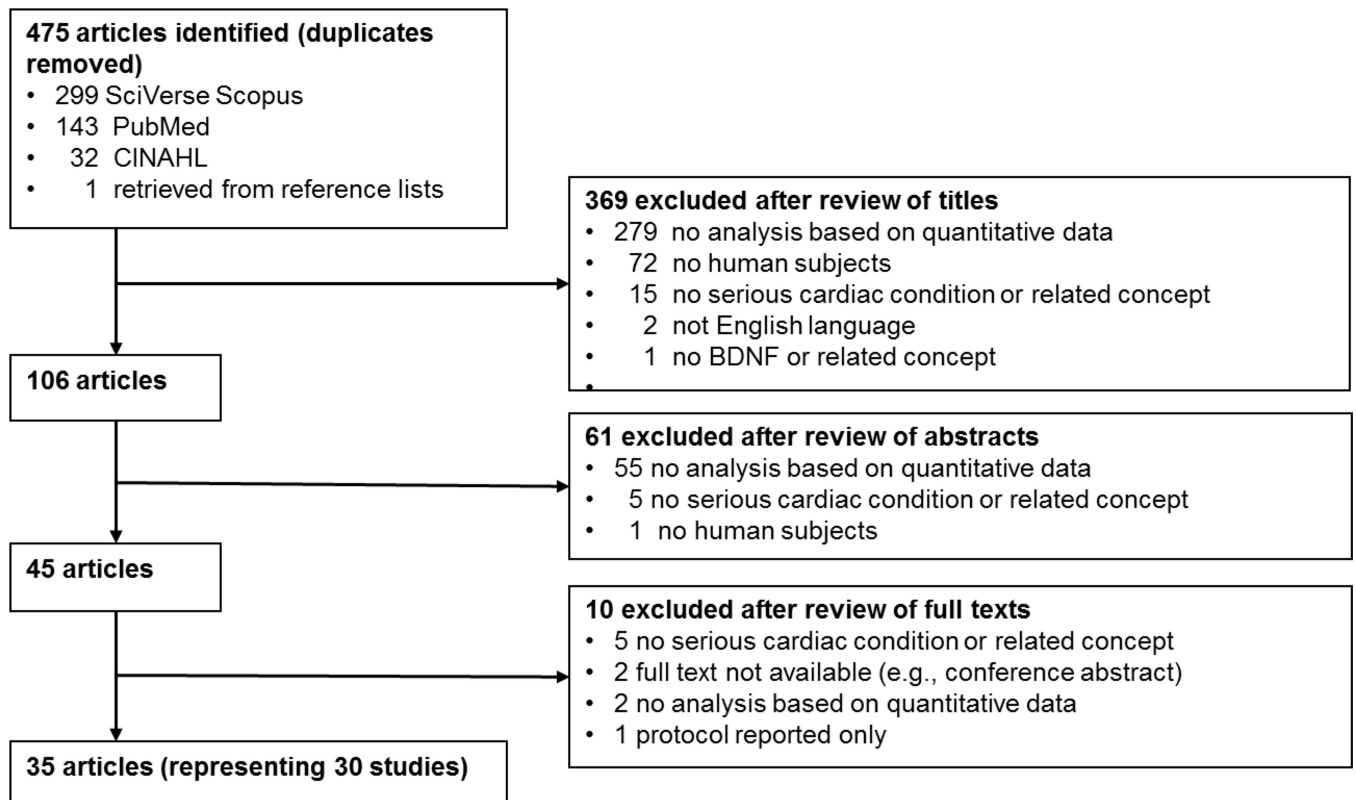 475 articles identified (duplicates
removed)
• 299 SciVerse Scopus
• 143 PubMed
• 32 CINAHL
• 1 retrieved from reference lists
369 excluded after review of titles
• 279 no analysis based on quantitative data
• 72 no human subjects
• 15 no serious cardiac condition or related concept
• 2 not English language
• 1 no BDNF or related concept
•
106 articles
61 excluded after review of abstracts
• 55 no analysis based on quantitative data
• 5 no serious cardiac condition or related concept
• 1 no human subjects
45 articles
10 excluded after review of full texts
• 5 no serious cardiac condition or related concept
• 2 full text not available (e.g., conference abstract)
• 2 no analysis based on quantitative data
• 1 protocol reported only
35 articles (representing 30 studies)